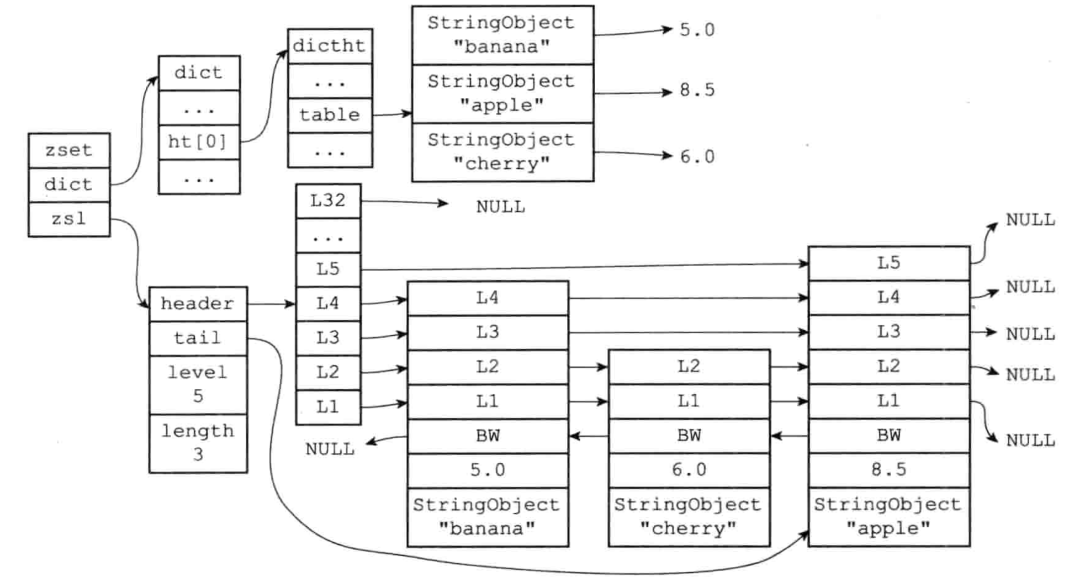 zset
dict
zsl
dict
...
ht[0]
...
dictht
...
table
...
StringObject
"banana"
StringObject
"apple"
StringObject
"cherry"
5.0
8.5
6.0
header
tail
level
5
length
3
L32
...
L5
L4
L3
L2
L1
NULL
NULL
L4
L3
L2
L1
BW
5.0
StringObject
"banana"
L2
L1
BW
6.0
StringObject
"cherry"
L5
L4
L3
L2
L1
BW
8.5
StringObject
"apple"
NULL
NULL
NULL
NULL
NULL